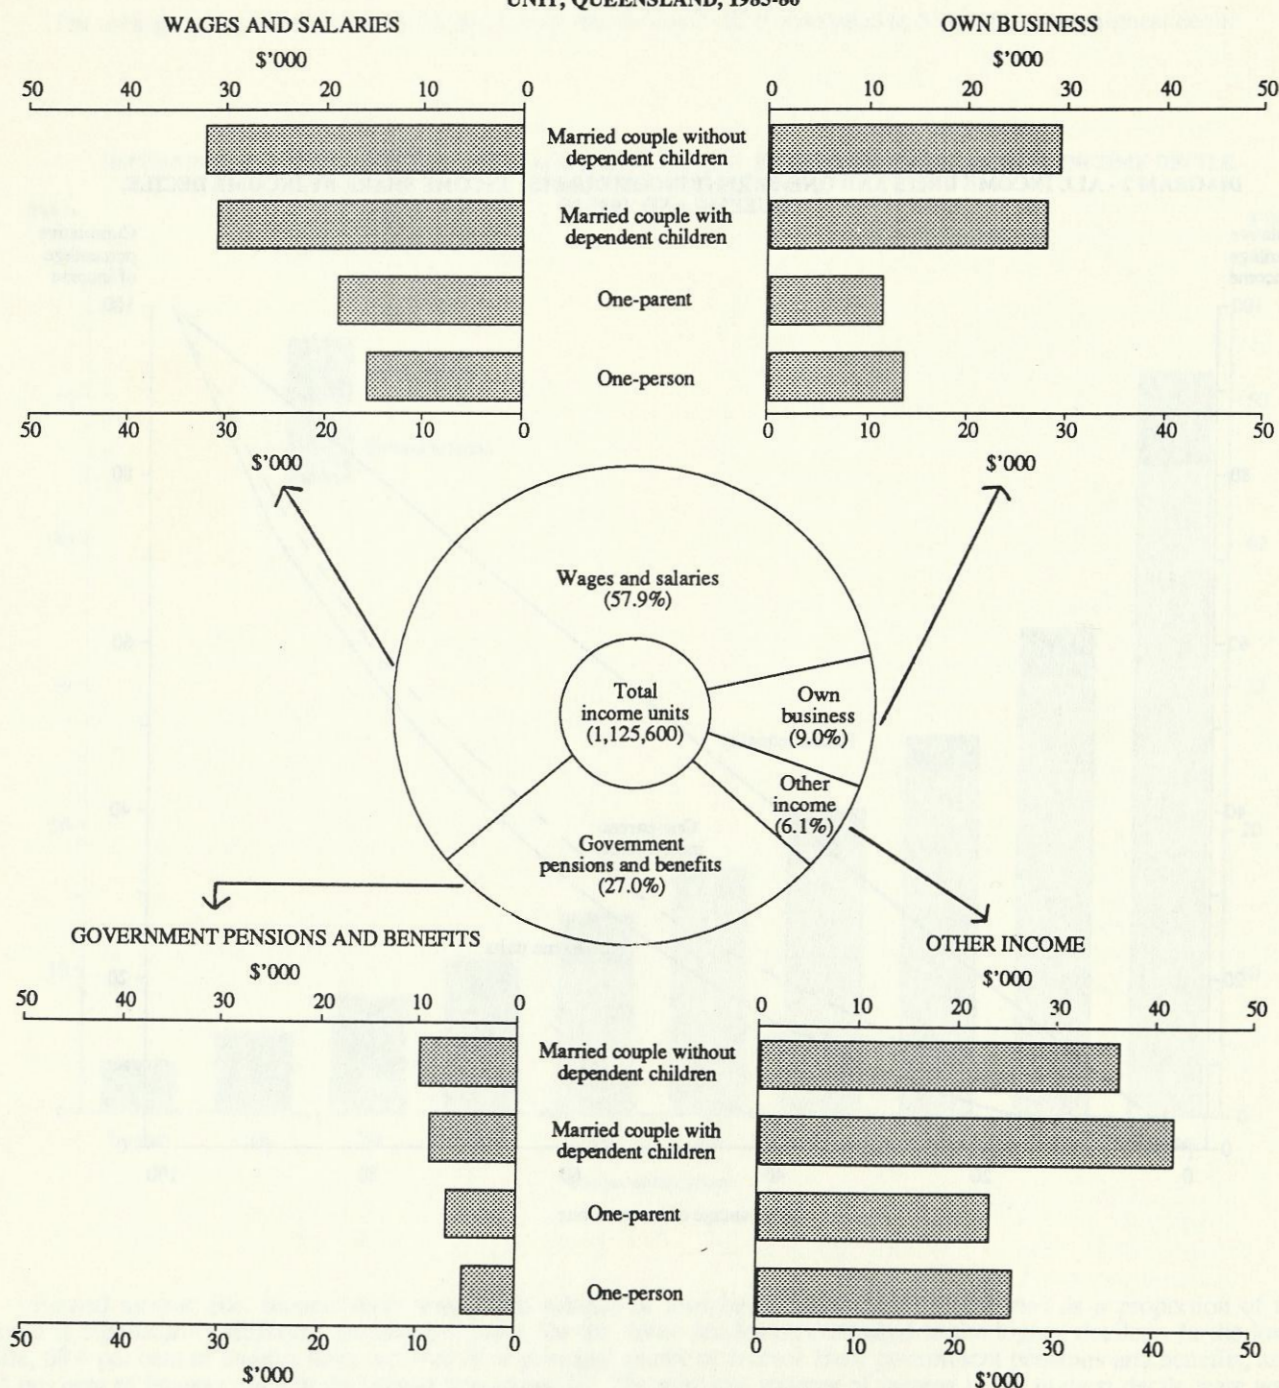 UNIT, QUEENSLAND, 1985-86
WAGES AND SALARIES
$'000
50 40 30 20 10 0
OWN BUSINESS
$'000
0 10 20 30 40 50
Married couple without
dependent children
Married couple with
dependent children
One-parent
One-person
50 40 30 20 10 0
$'000
0 10 20 30 40 50
$'000
Wages and salaries
(57.9%)
Total
income units
(1,125,600)
Own
business
(9.0%)
Other
income
(6.1%)
Government
pensions and benefits
(27.0%)
GOVERNMENT PENSIONS AND BENEFITS
$'000
50 40 30 20 10 0
OTHER INCOME
$'000
0 10 20 30 40 50
Married couple without
dependent children
Married couple with
dependent children
One-parent
One-person
50 40 30 20 10 0
$'000
0 10 20 30 40 50
$'000